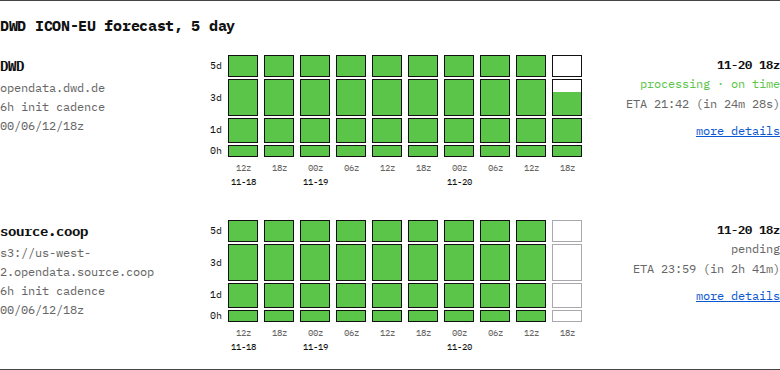 DWD ICON-EU forecast, 5 day
DWD
opendata.dwd.de
6h init cadence
00/06/12/18z
5d
3d
1d
0h
12z 18z 00z 06z 12z 18z 00z 06z 12z 18z
11-18 11-19 11-20
11-20 18z
processing · on time
ETA 21:42 (in 24m 28s)
more details
source.coop
s3://us-west-
2.opendata.source.coop
6h init cadence
00/06/12/18z
5d
3d
1d
0h
12z 18z 00z 06z 12z 18z 00z 06z 12z 18z
11-18 11-19 11-20
11-20 18z
pending
ETA 23:59 (in 2h 41m)
more details